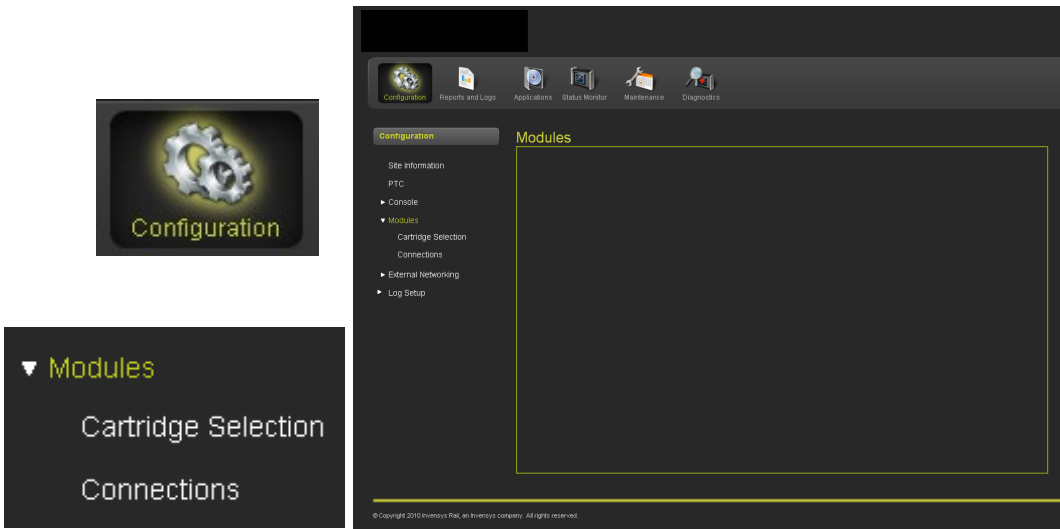 Configuration
Modules
Cartridge Selection
Connections
Configuration
Reports and Logs
Applications
Status Monitor
Maintenance
Diagnostics
Configuration
Site Information
PTC
Console
Modules
Cartridge Selection
Connections
External Networking
Log Setup
Modules
© Copyright 2010 Invensys Rail, an Invensys company. All rights reserved.